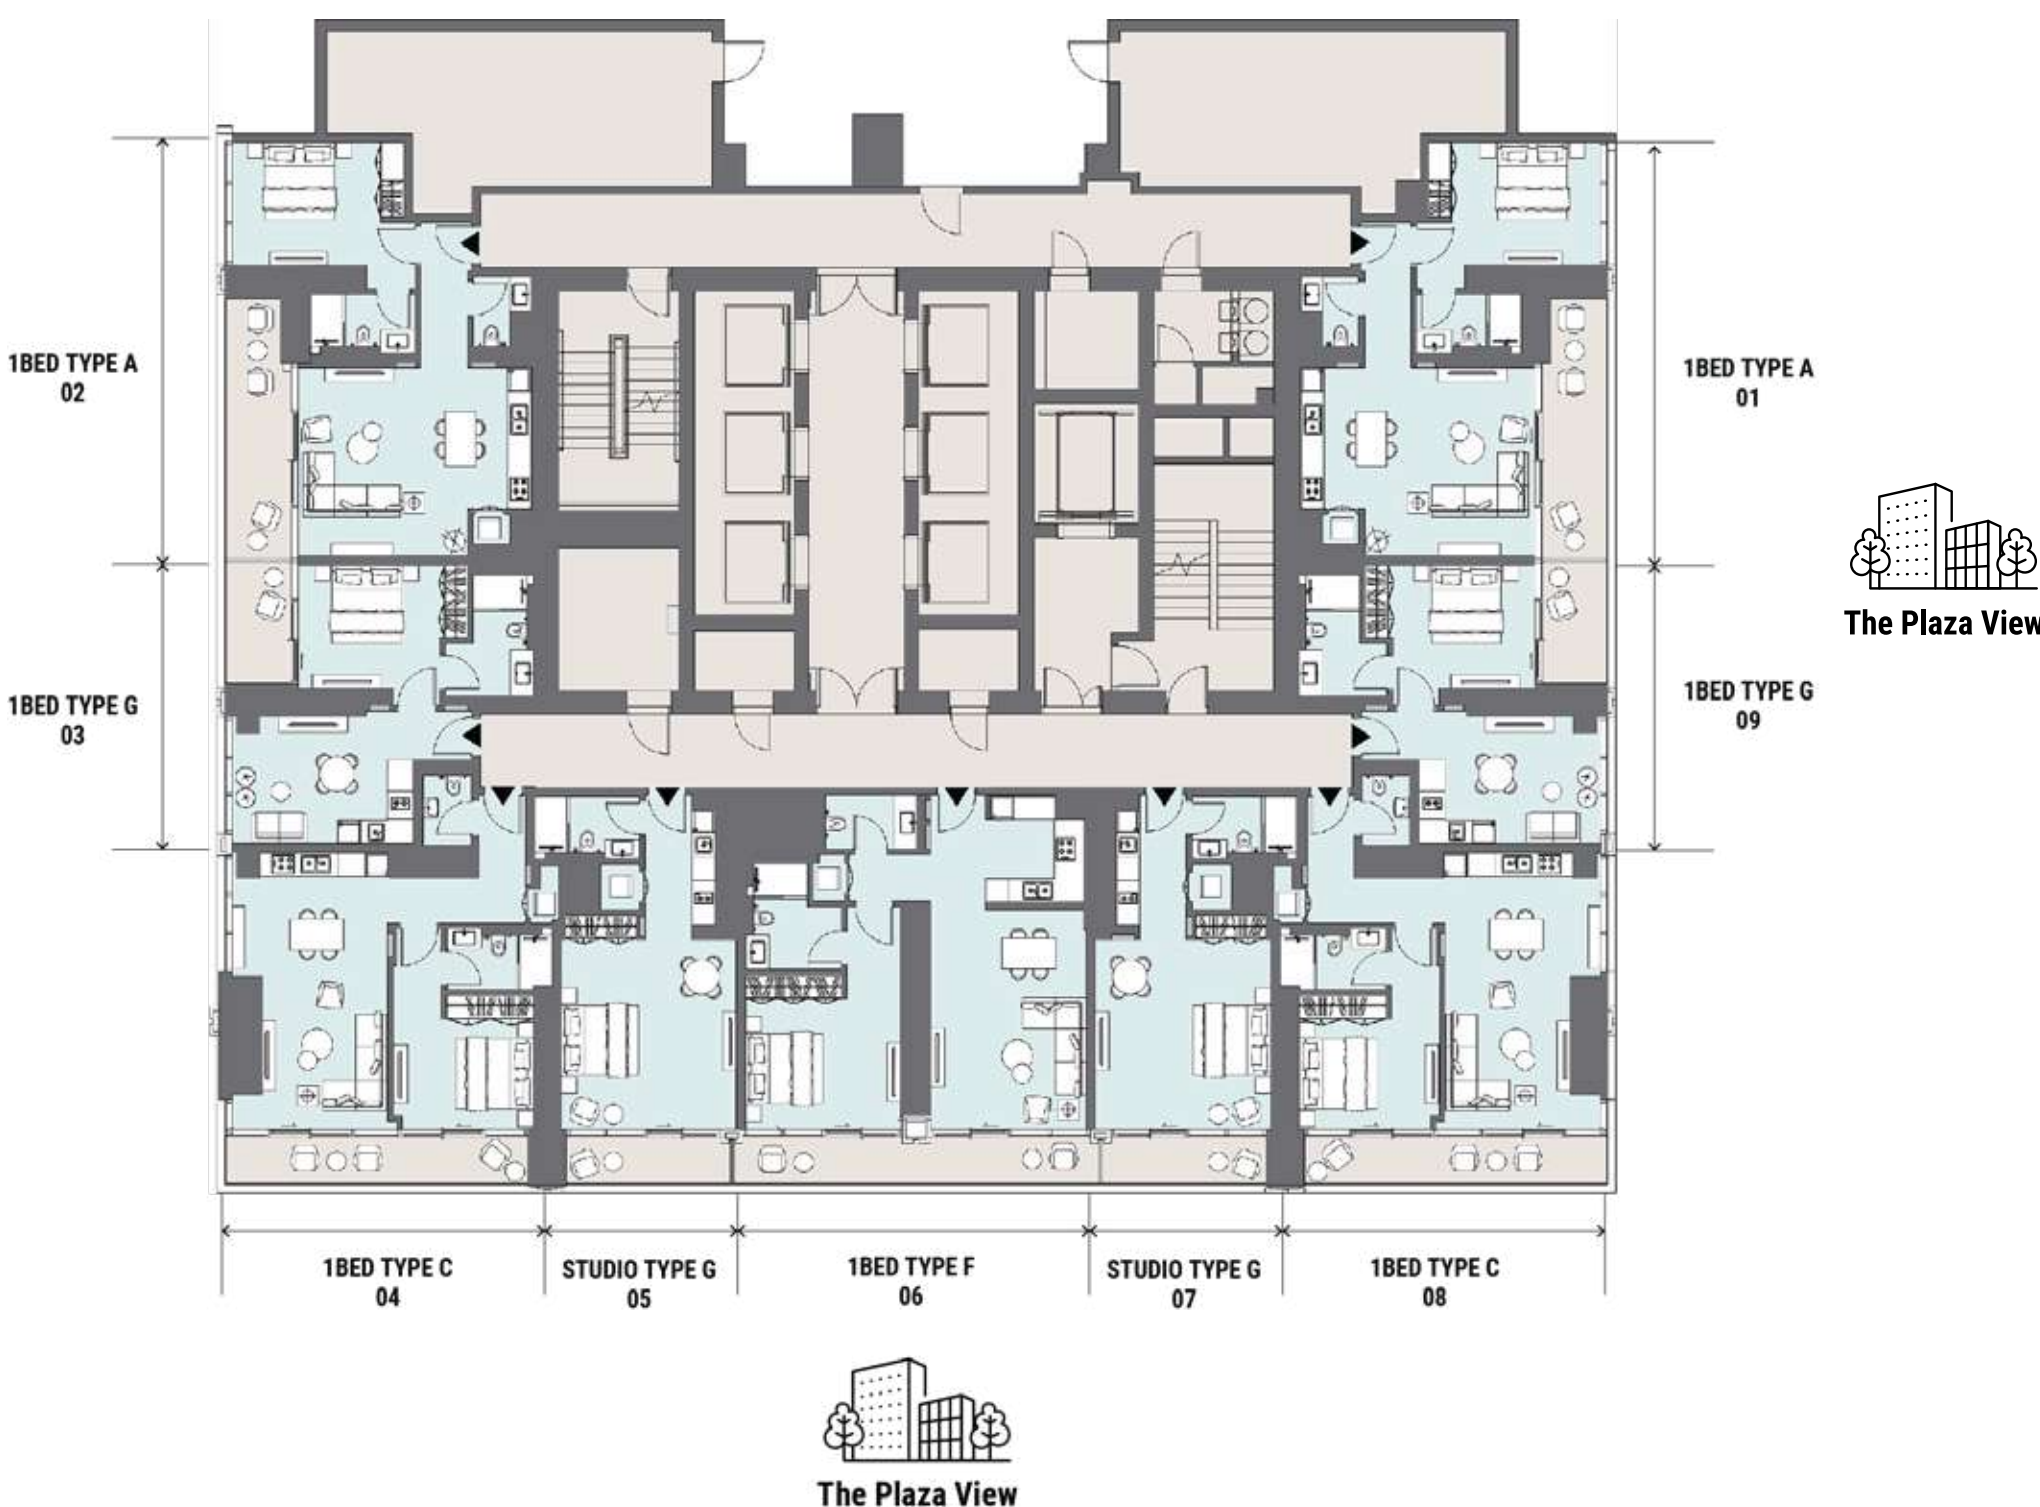 1BED TYPE A
02
1BED TYPE A
01
The Plaza View
1BED TYPE G
03
1BED TYPE G
09
1BED TYPE C
04
STUDIO TYPE G
05
1BED TYPE F
06
STUDIO TYPE G
07
1BED TYPE C
08
The Plaza View